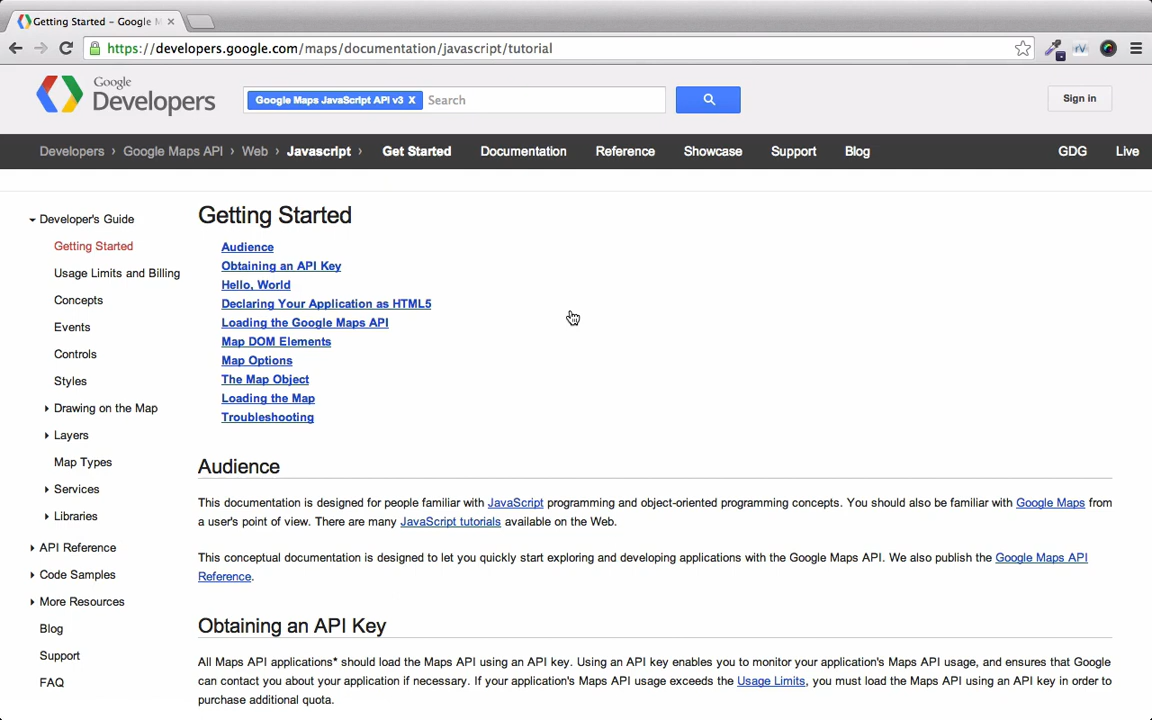 Getting Started – Google M
https://developers.google.com/maps/documentation/javascript/tutorial
Google
Developers
Google Maps JavaScript API v3 X Search
Sign in
Developers › Google Maps API › Web › Javascript › Get Started Documentation Reference Showcase Support Blog GDG Live
Developer's Guide
Getting Started
Usage Limits and Billing
Concepts
Events
Controls
Styles
Drawing on the Map
Layers
Map Types
Services
Libraries
API Reference
Code Samples
More Resources
Blog
Support
FAQ
Getting Started
Audience
Obtaining an API Key
Hello, World
Declaring Your Application as HTML5
Loading the Google Maps API
Map DOM Elements
Map Options
The Map Object
Loading the Map
Troubleshooting
Audience
This documentation is designed for people familiar with JavaScript programming and object-oriented programming concepts. You should also be familiar with Google Maps from
a user's point of view. There are many JavaScript tutorials available on the Web.
This conceptual documentation is designed to let you quickly start exploring and developing applications with the Google Maps API. We also publish the Google Maps API
Reference.
Obtaining an API Key
All Maps API applications* should load the Maps API using an API key. Using an API key enables you to monitor your application's Maps API usage, and ensures that Google
can contact you about your application if necessary. If your application's Maps API usage exceeds the Usage Limits, you must load the Maps API using an API key in order to
purchase additional quota.